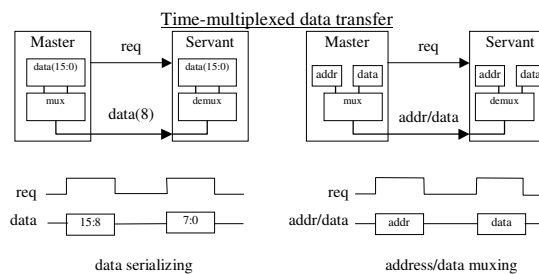 Time-multiplexed data transfer
Master req Servant
data(15:0) data(15:0)
mux demux
data(8)
Master req Servant
addr data addr data
mux demux
addr/data
req
data 15:8 7:0
data serializing
req
addr/data addr data
address/data muxing